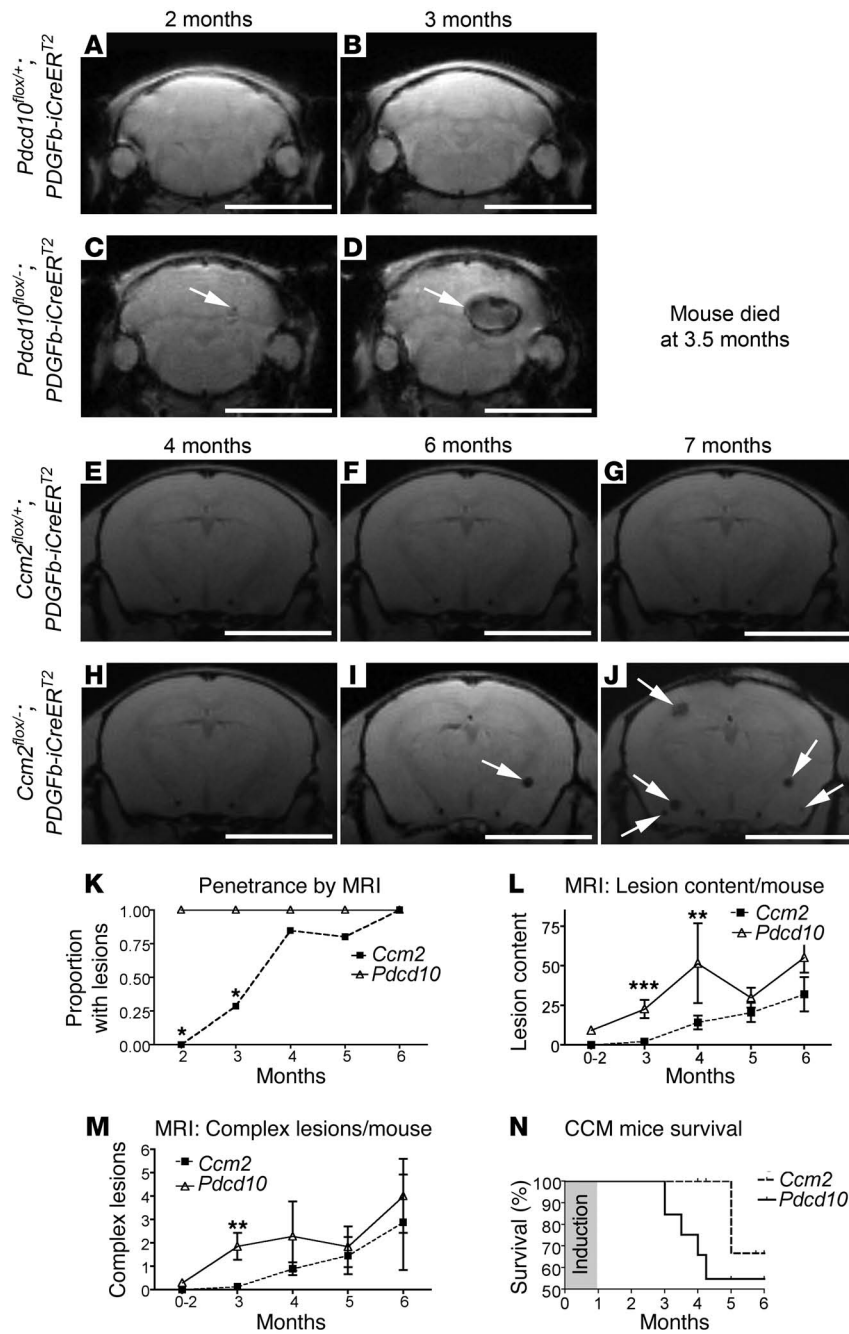 2 months
3 months
Pdcd10flox/+;
PDGFb-iCreERT2
A
B
Pdcd10flox/-;
PDGFb-iCreERT2
C
D
Mouse died
at 3.5 months
4 months
6 months
7 months
Ccm2flox/+;
PDGFb-iCreERT2
E
F
G
Ccm2flox/-;
PDGFb-iCreERT2
H
I
J
K
Penetrance by MRI
Proportion
with lesions
1.00
0.75
0.50
0.25
0.00
*
*
Ccm2
Pdcd10
2
3
4
5
6
Months
L
MRI: Lesion content/mouse
Lesion content
75
50
25
0
***
**
Ccm2
Pdcd10
0-2
3
4
5
6
Months
M
MRI: Complex lesions/mouse
Complex lesions
6
5
4
3
2
1
0
**
Ccm2
Pdcd10
0-2
3
4
5
6
Months
N
CCM mice survival
Survival (%)
100
90
80
70
60
50
Induction
Ccm2
Pdcd10
0
1
2
3
4
5
6
Months